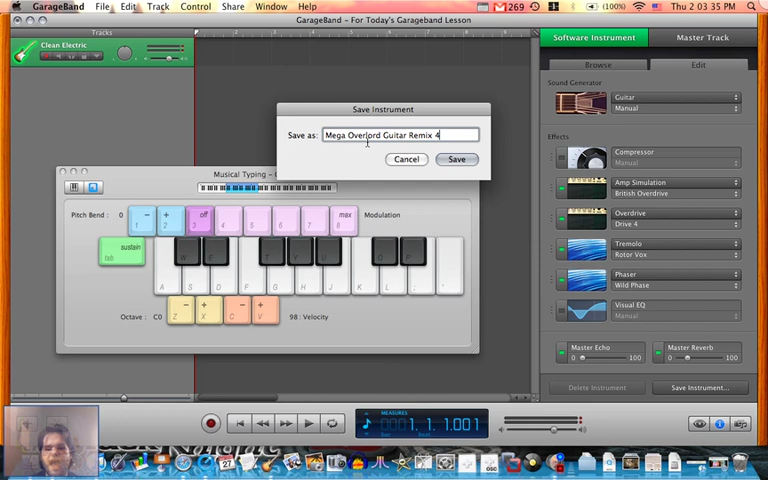 GarageBand File Edit Track Control Share Window Help 269 (100%) Thu 2 03 35 PM
GarageBand - For Today's Garageband Lesson
Tracks
Clean Electric
Software Instrument Master Track
Browse Edit
Sound Generator
Guitar
Manual
Effects
Compressor
Manual
Amp Simulation
British Overdrive
Overdrive
Drive 4
Tremolo
Rotor Vox
Phaser
Wild Phase
Visual EQ
Manual
Master Echo Master Reverb
0 100 0 100
Delete Instrument Save Instrument...
Save Instrument
Save as: Mega Overlord Guitar Remix 4
Cancel Save
Musical Typing -
Pitch Bend: 0 − + off max Modulation
1 2 3 4 5 6 7 8
sustain
tab
W E T Y U O P
A S D F G H J K L ; '
Octave: C0 − + − + 98: Velocity
Z X C V
MEASURES
1. 1. 1.001